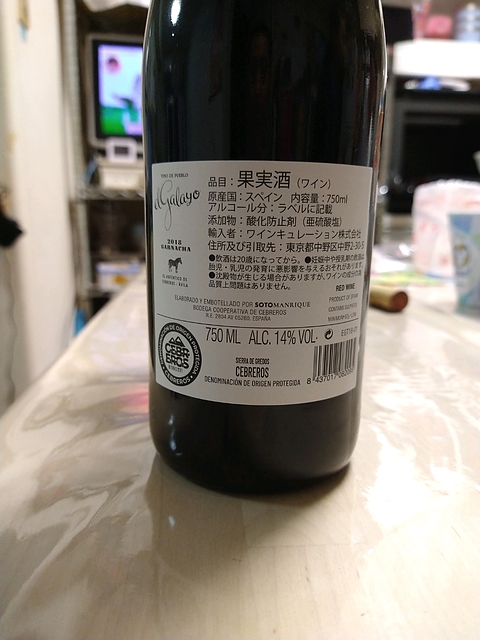 VINO DE PUEBLO
el Galayo
2018
GARNACHA
品目：果実酒（ワイン）
原産国：スペイン 内容量：750ml
アルコール分：ラベルに記載
添加物：酸化防止剤（亜硫酸塩）
輸入者：ワインキュレーション株式会社
住所及び引取先：東京都中野区中野2-30-5
●飲酒は20歳になってから。●妊娠中や授乳期の飲酒は、
胎児・乳児の発育に悪影響を与えるおそれがあります。
●沈殿物が生じる場合がありますが、ワインの成分で
品質上問題はありません。
RED WINE
PRODUCT OF SPAIN
CONTAINS SULFITES
ELABORADO Y EMBOTELLADO POR SOTOMANRIQUE
BODEGA COOPERATIVA DE CEBREROS
750 ML ALC. 14% VOL.
CEBREROS
SIERRA DE GREDOS
CEBREROS
DENOMINACIÓN DE ORIGEN PROTEGIDA